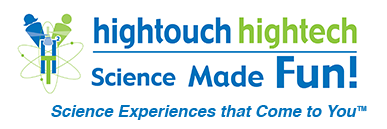 hightouch hightech
Science Made Fun!
Science Experiences that Come to You™